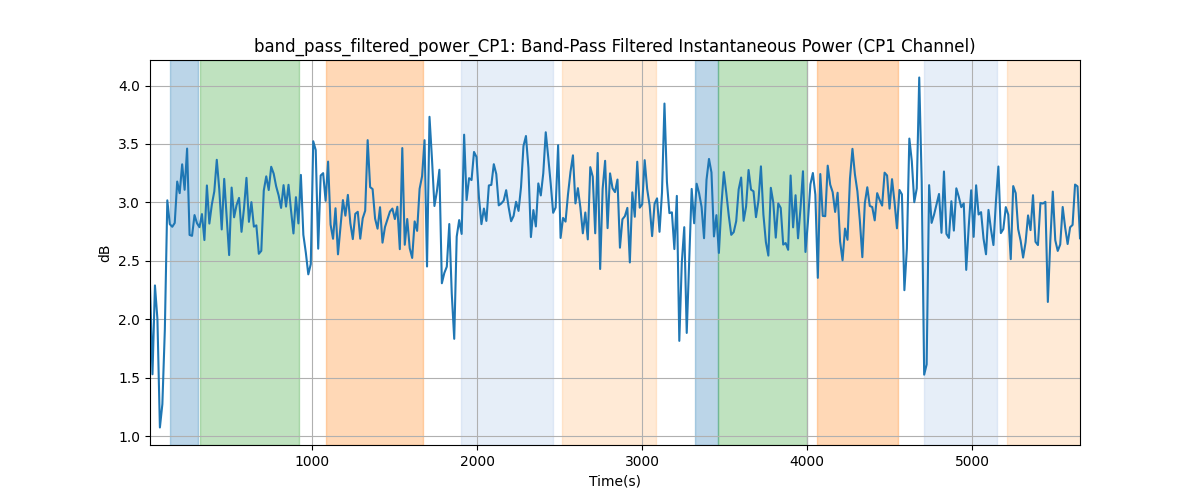 band_pass_filtered_power_CP1: Band-Pass Filtered Instantaneous Power (CP1 Channel)
4.0
3.5
3.0
2.5
2.0
1.5
1.0
dB
1000 2000 3000 4000 5000
Time(s)